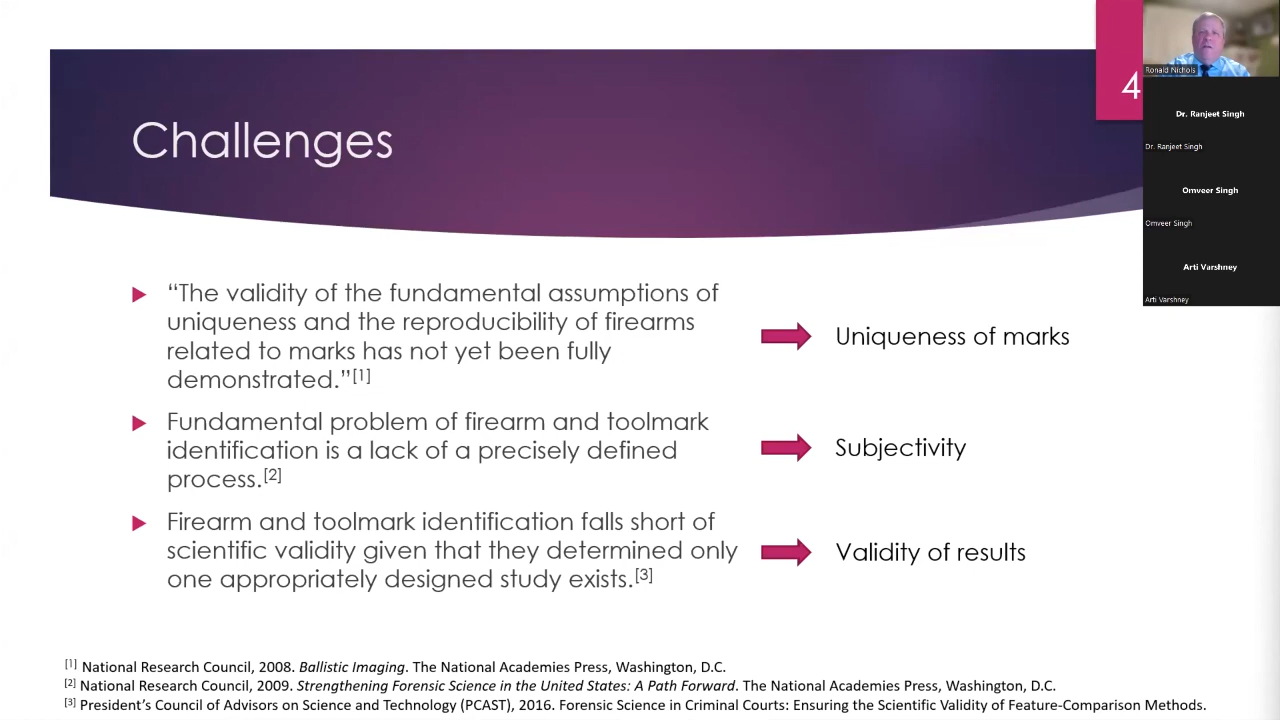 4
Challenges
Ronald Nichols
Dr. Ranjeet Singh
Dr. Ranjeet Singh
Omveer Singh
Omveer Singh
Arti Varshney
Arti Varshney
“The validity of the fundamental assumptions of
uniqueness and the reproducibility of firearms
related to marks has not yet been fully
demonstrated.”[1]
Uniqueness of marks
Fundamental problem of firearm and toolmark
identification is a lack of a precisely defined
process.[2]
Subjectivity
Firearm and toolmark identification falls short of
scientific validity given that they determined only
one appropriately designed study exists.[3]
Validity of results
[1] National Research Council, 2008. Ballistic Imaging. The National Academies Press, Washington, D.C.
[2] National Research Council, 2009. Strengthening Forensic Science in the United States: A Path Forward. The National Academies Press, Washington, D.C.
[3] President’s Council of Advisors on Science and Technology (PCAST), 2016. Forensic Science in Criminal Courts: Ensuring the Scientific Validity of Feature-Comparison Methods.